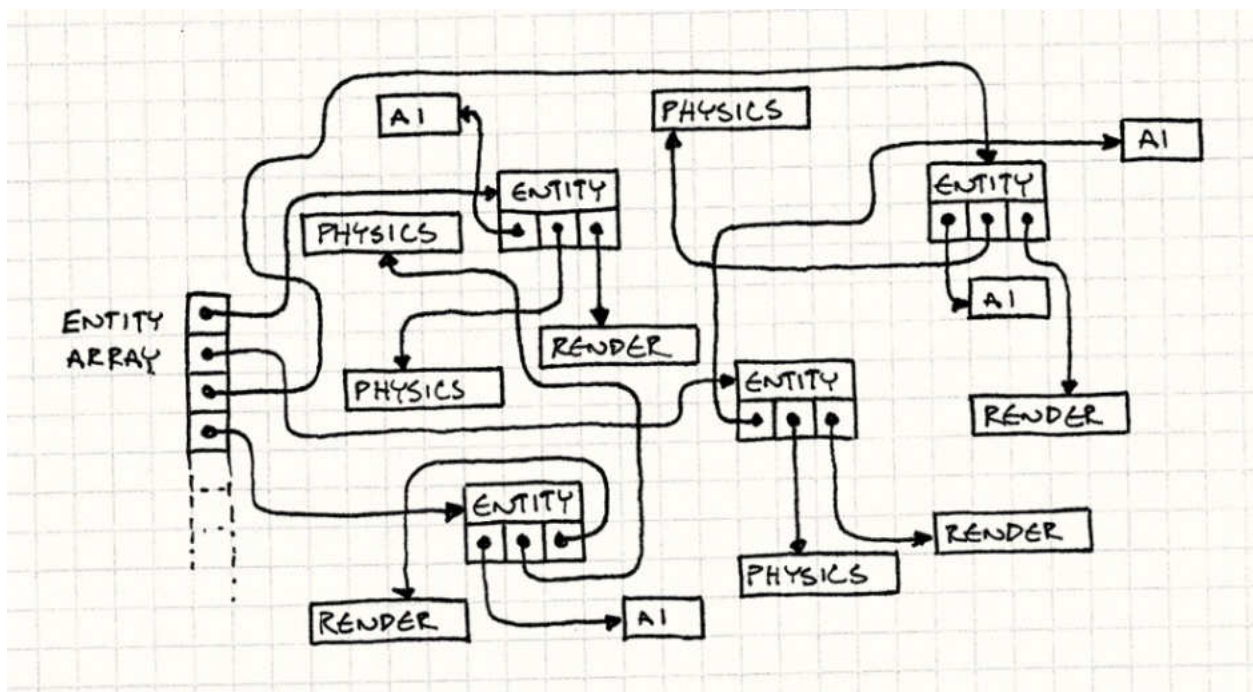 AI
PHYSICS
AI
ENTITY
ENTITY
PHYSICS
AI
ENTITY
ARRAY
RENDER
PHYSICS
ENTITY
RENDER
ENTITY
RENDER
PHYSICS
RENDER
AI